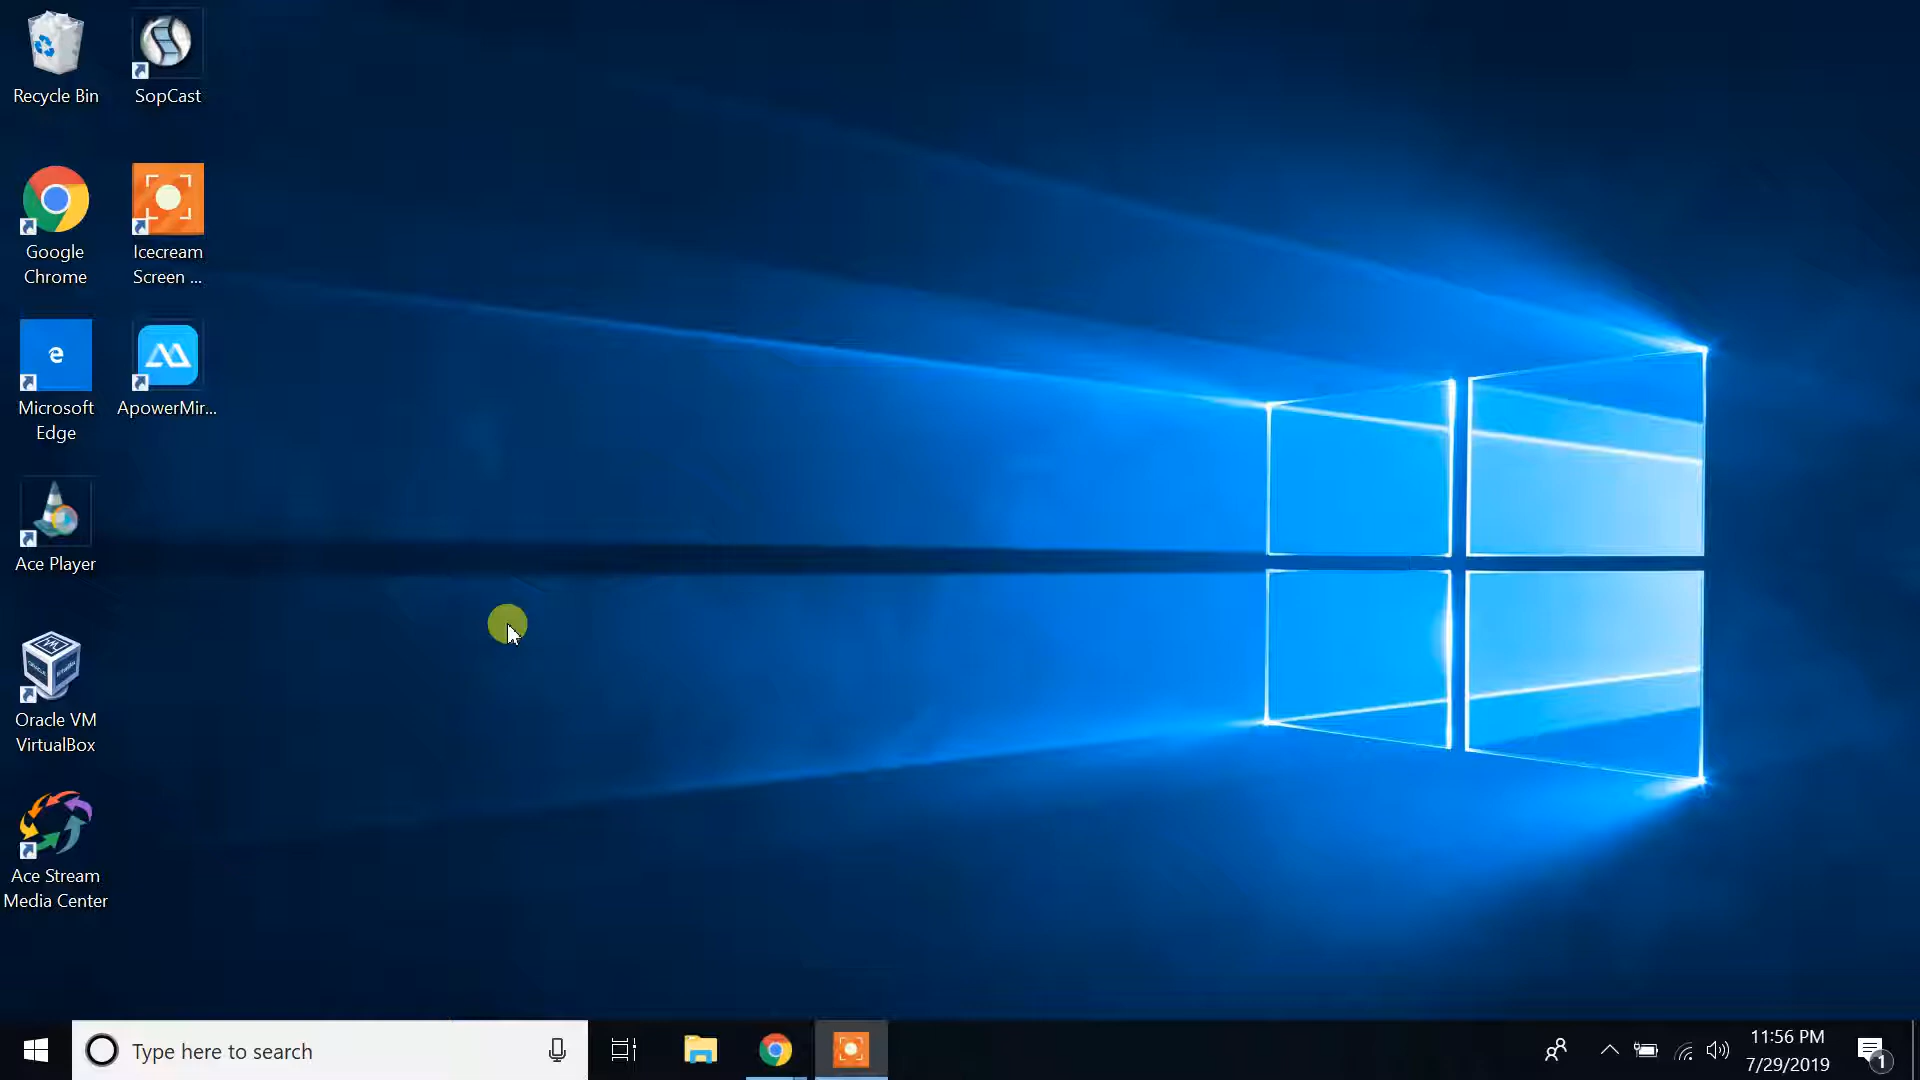 Recycle Bin
SopCast
Google
Chrome
Icecream
Screen ...
Microsoft
Edge
ApowerMir...
Ace Player
Oracle VM
VirtualBox
Ace Stream
Media Center
Type here to search
11:56 PM
7/29/2019
1